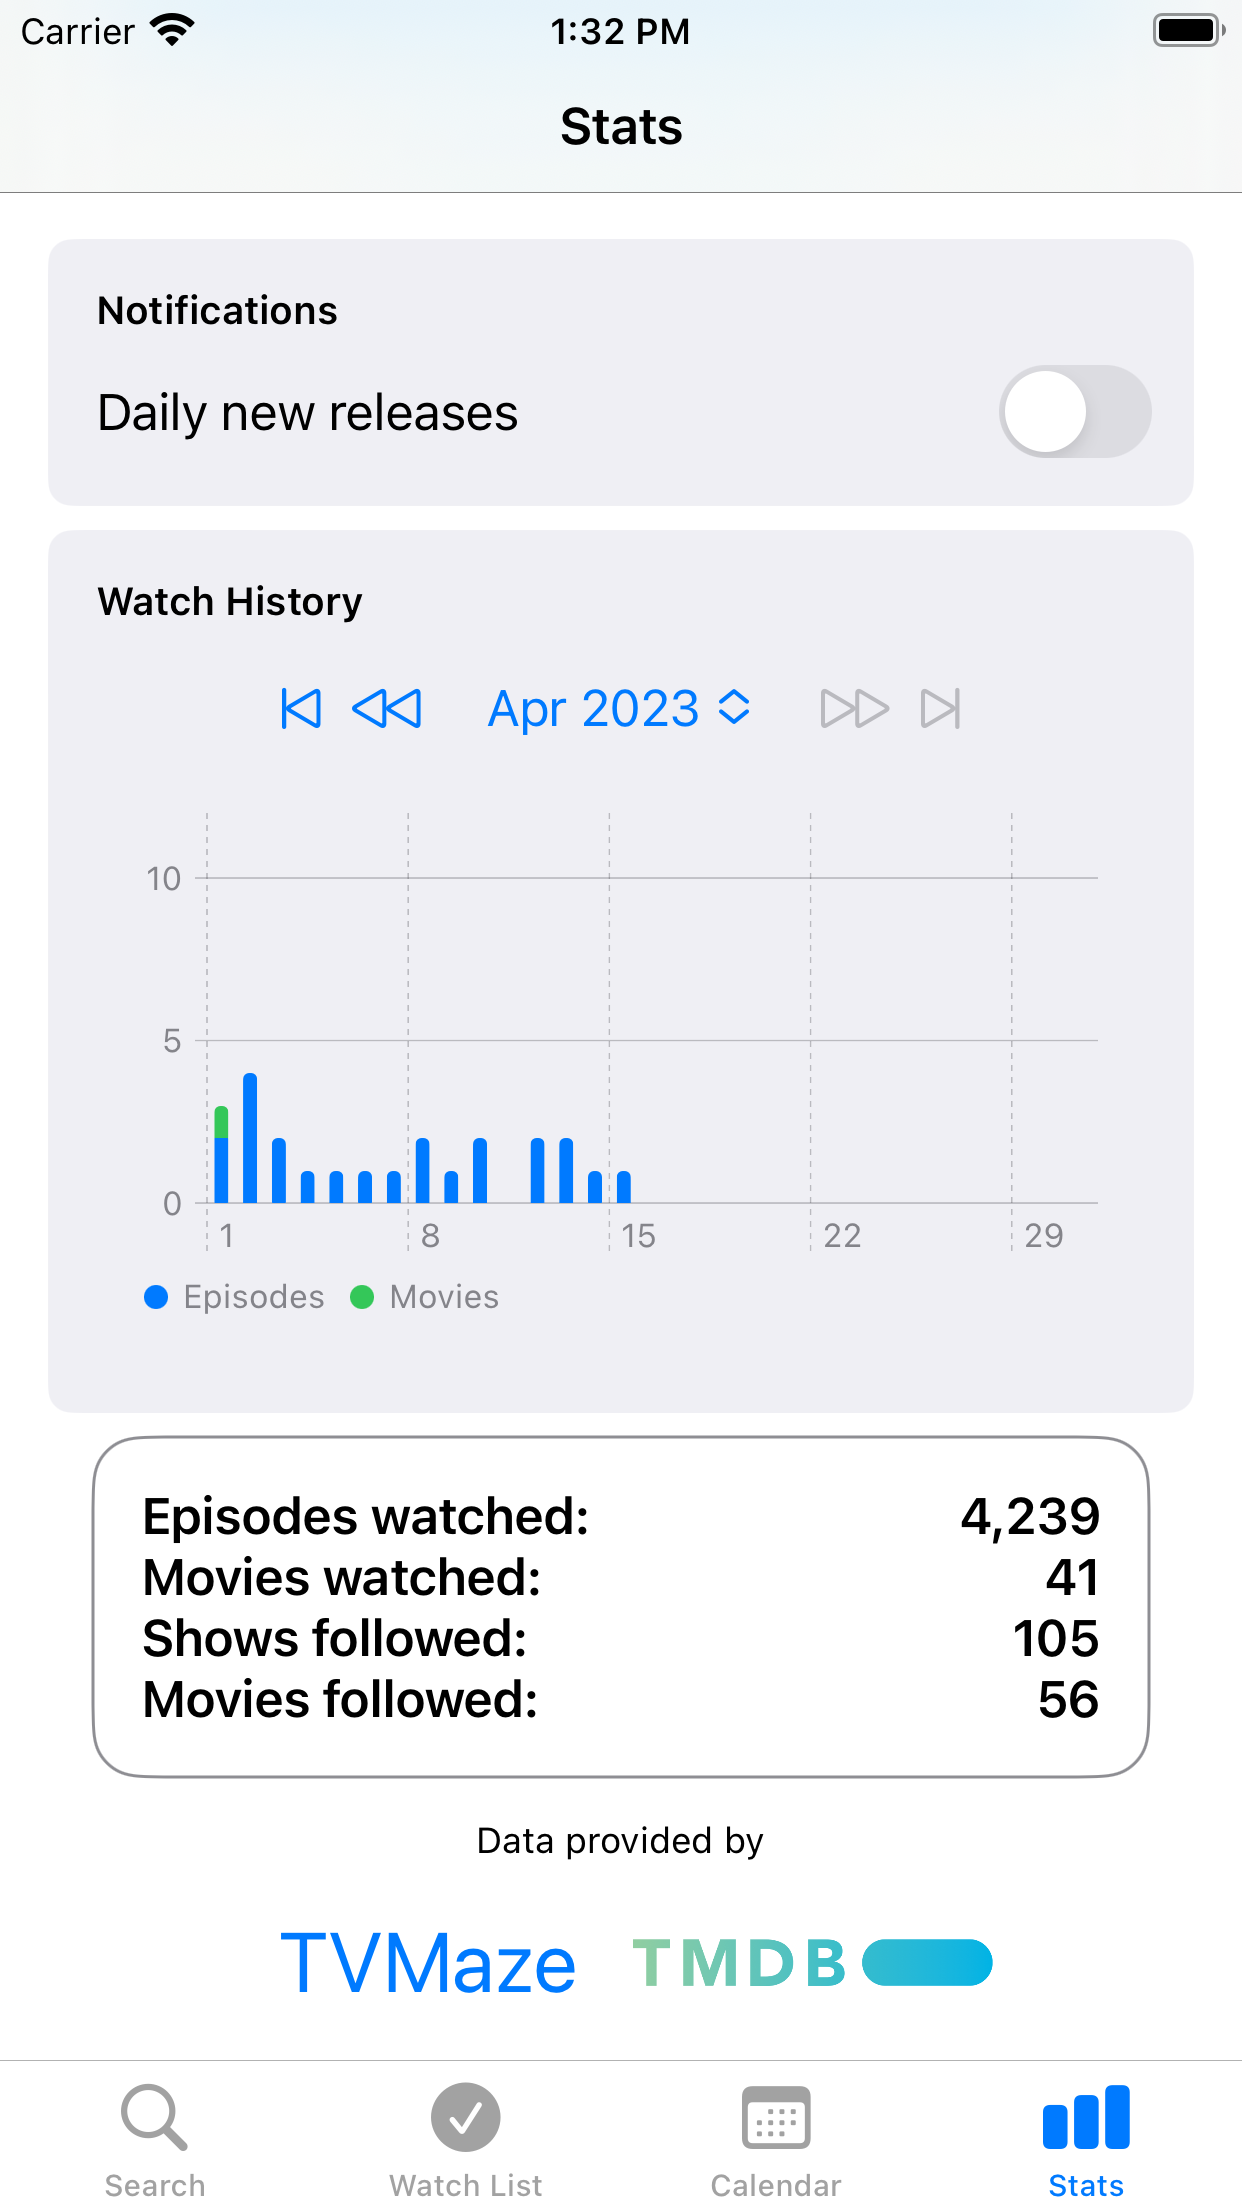 Carrier 1:32 PM
Stats
Notifications
Daily new releases
Watch History
Apr 2023
10
5
0
1 8 15 22 29
Episodes Movies
Episodes watched: 4,239
Movies watched: 41
Shows followed: 105
Movies followed: 56
Data provided by
TVMaze TMDB
Search Watch List Calendar Stats